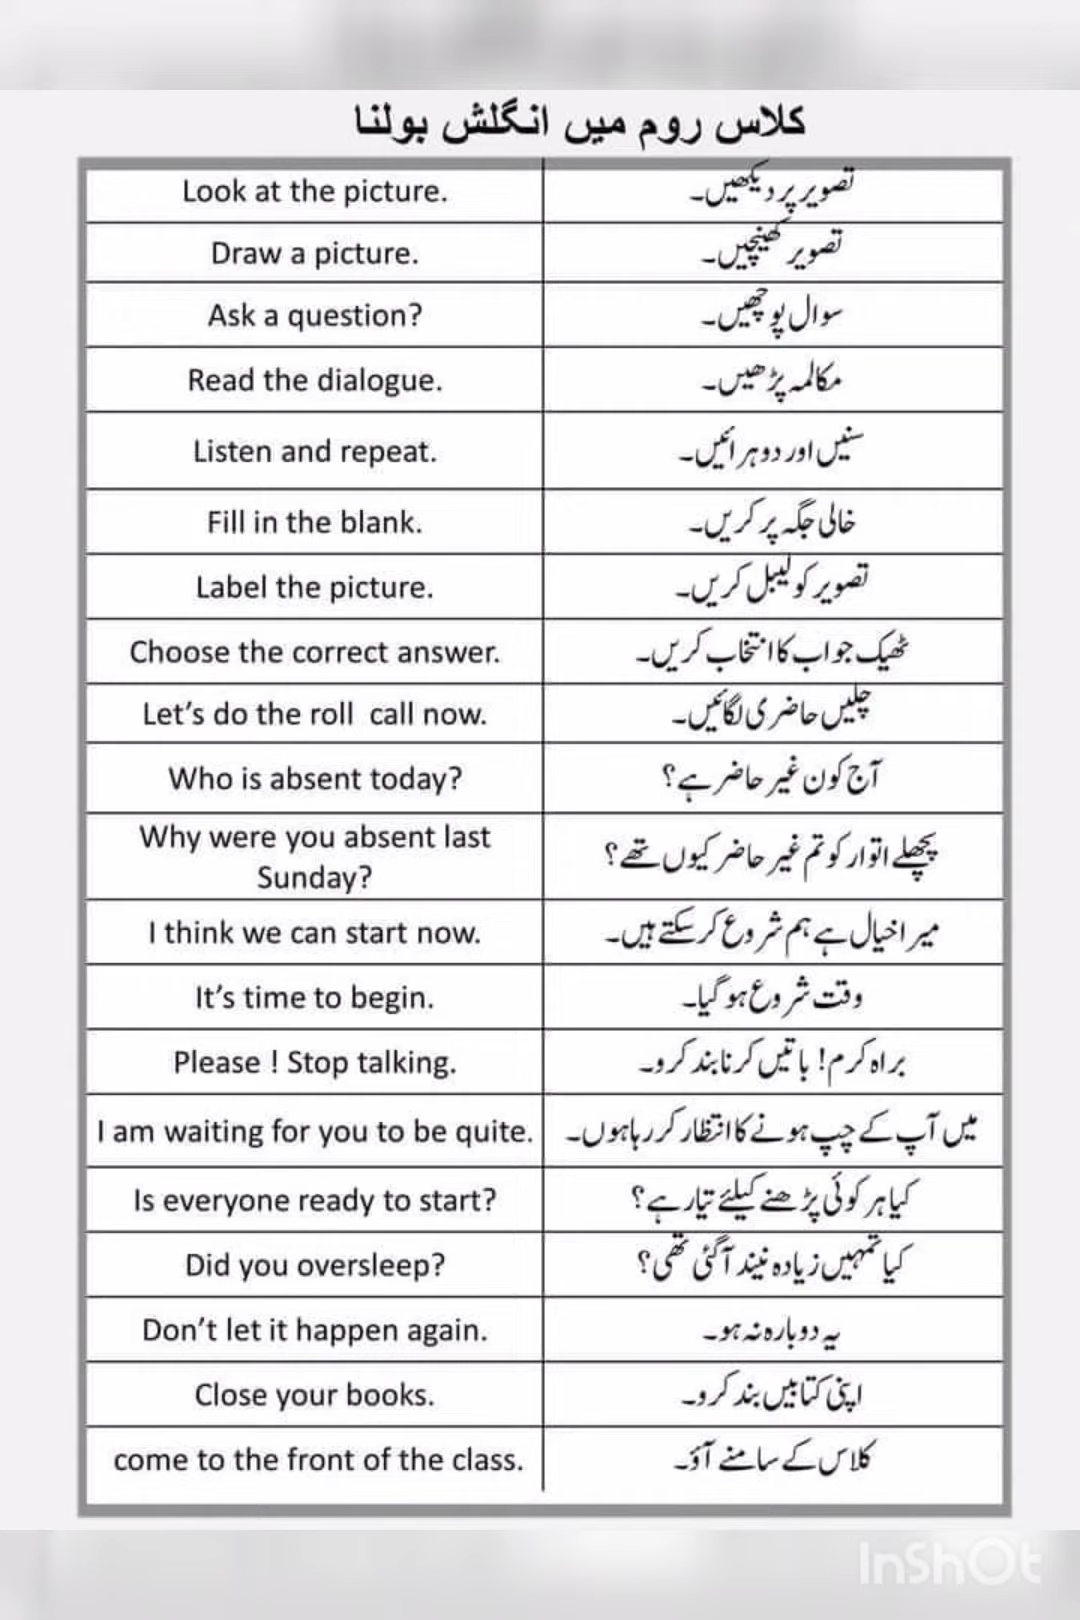 کلاس روم میں انگلش بولنا
Look at the picture. تصویر پر دیکھیں۔
Draw a picture. تصویر کھینچیں۔
Ask a question? سوال پوچھیں۔
Read the dialogue. مکالمہ پڑھیں۔
Listen and repeat. سنیں اور دوہرائیں۔
Fill in the blank. خالی جگہ پر کریں۔
Label the picture. تصویر کو لیبل کریں۔
Choose the correct answer. ٹھیک جواب کا انتخاب کریں۔
Let's do the roll call now. چلیں حاضری لگائیں۔
Who is absent today? آج کون غیر حاضر ہے؟
Why were you absent last
Sunday? پچھلے اتوار کو تم غیر حاضر کیوں تھے؟
I think we can start now. میرا خیال ہے ہم شروع کر سکتے ہیں۔
It's time to begin. وقت شروع ہو گیا۔
Please ! Stop talking. براہ کرم! باتیں کرنا بند کرو۔
I am waiting for you to be quite. میں آپ کے چپ ہونے کا انتظار کر رہا ہوں۔
Is everyone ready to start? کیا ہر کوئی پڑھنے کیلئے تیار ہے؟
Did you oversleep? کیا تمہیں زیادہ نیند آ گئی تھی؟
Don't let it happen again. یہ دوبارہ نہ ہو۔
Close your books. اپنی کتابیں بند کرو۔
come to the front of the class. کلاس کے سامنے آؤ۔
InShOt